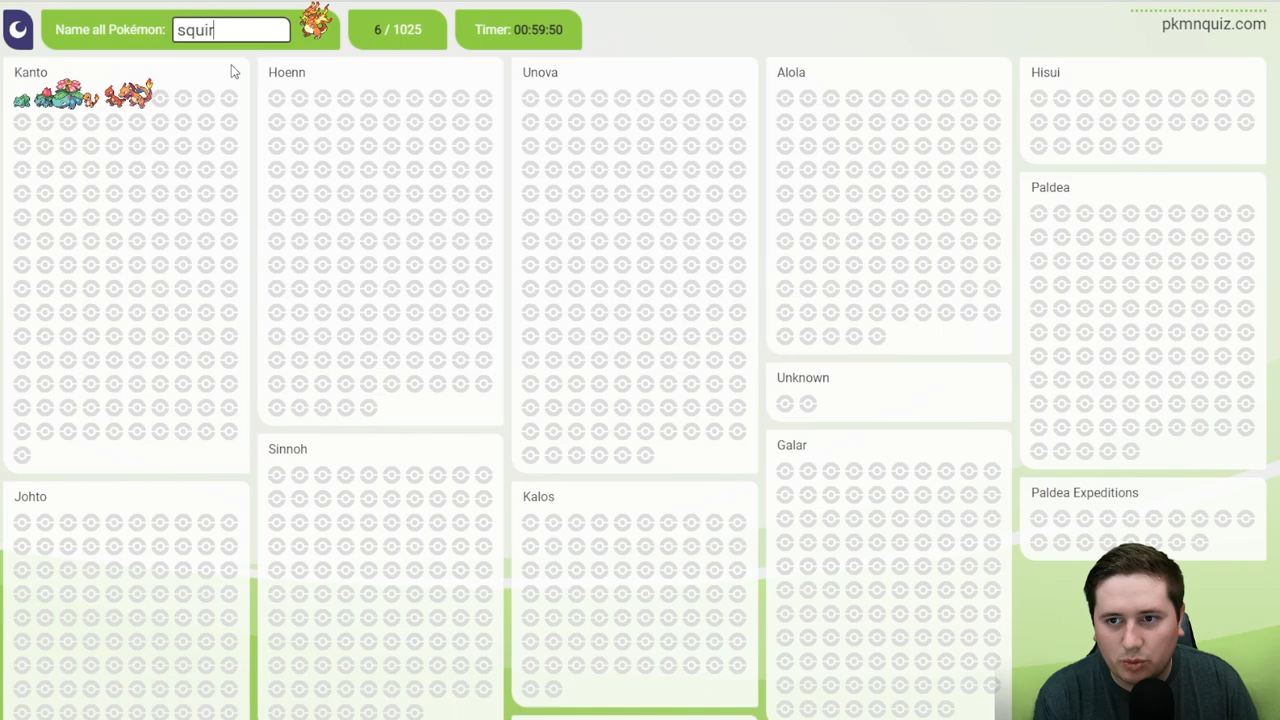 Name all Pokémon: squir
6 / 1025
Timer: 00:59:50
pkmnquiz.com
Kanto
Hoenn
Unova
Alola
Hisui
Paldea
Unknown
Galar
Sinnoh
Johto
Kalos
Paldea Expeditions